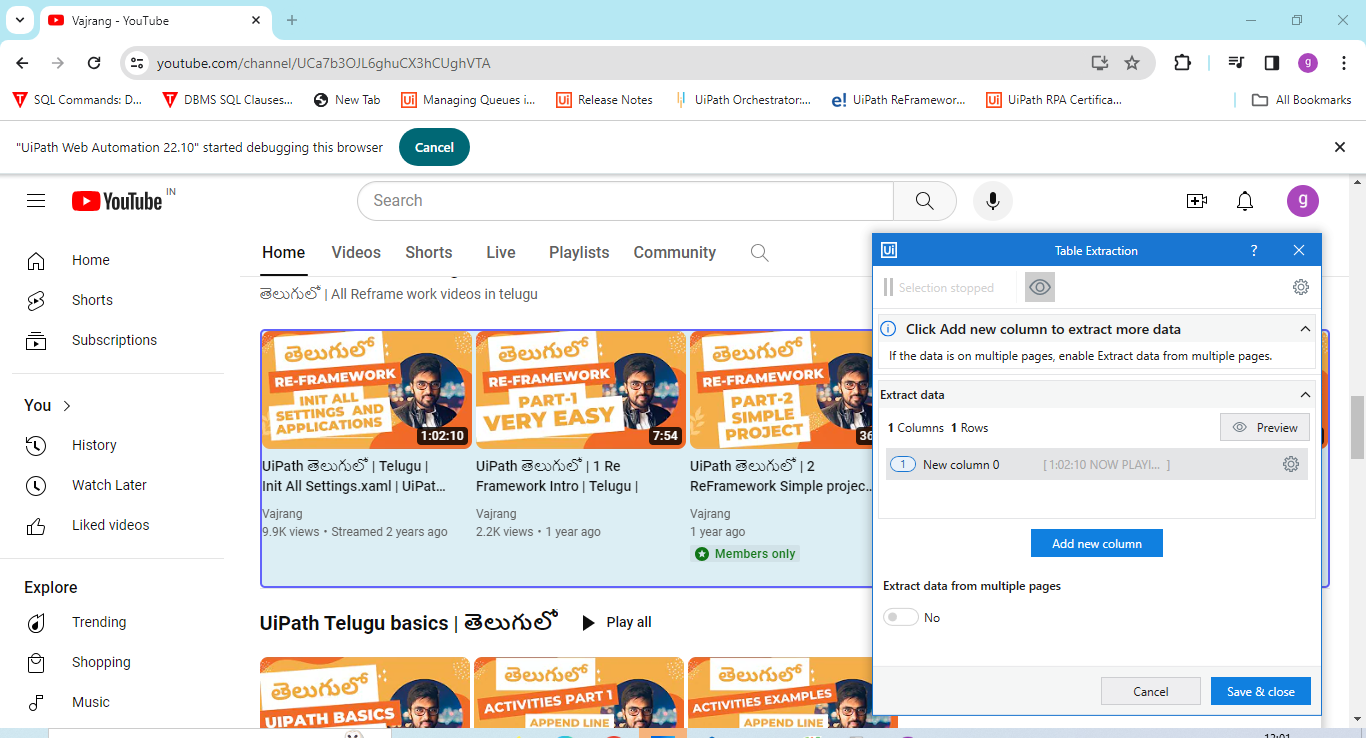 Vajrang - YouTube
youtube.com/channel/UCa7b3OJL6ghuCX3hCUghVTA
g
SQL Commands: D...
DBMS SQL Clauses...
New Tab
Managing Queues i...
Release Notes
UiPath Orchestrator:...
UiPath ReFramewor...
UiPath RPA Certifica...
All Bookmarks
"UiPath Web Automation 22.10" started debugging this browser
Cancel
YouTube IN
Search
g
Home
Shorts
Subscriptions
You
History
Watch Later
Liked videos
Explore
Trending
Shopping
Music
Home Videos Shorts Live Playlists Community
తెలుగులో | All Reframe work videos in telugu
తెలుగులో
RE-FRAMEWORK
INIT ALL
SETTINGS AND
APPLICATIONS
1:02:10
UiPath తెలుగులో | Telugu |
Init All Settings.xaml | UiPat...
Vajrang
9.9K views • Streamed 2 years ago
తెలుగులో
RE-FRAMEWORK
PART-1
VERY EASY
7:54
UiPath తెలుగులో | 1 Re
Framework Intro | Telugu |
Vajrang
2.2K views • 1 year ago
తెలుగులో
RE-FRAMEWORK
PART-2
SIMPLE
PROJECT
36
UiPath తెలుగులో | 2
ReFramework Simple projec...
Vajrang
1 year ago
Members only
UiPath Telugu basics | తెలుగులో
Play all
తెలుగులో
UIPATH BASICS
తెలుగులో
ACTIVITIES PART 1
APPEND LINE
తెలుగులో
ACTIVITIES EXAMPLES
APPEND LINE
Ui
Table Extraction
?
Selection stopped
Click Add new column to extract more data
If the data is on multiple pages, enable Extract data from multiple pages.
Extract data
1 Columns 1 Rows
Preview
1 New column 0 [ 1:02:10 NOW PLAYI... ]
Add new column
Extract data from multiple pages
No
Cancel
Save & close